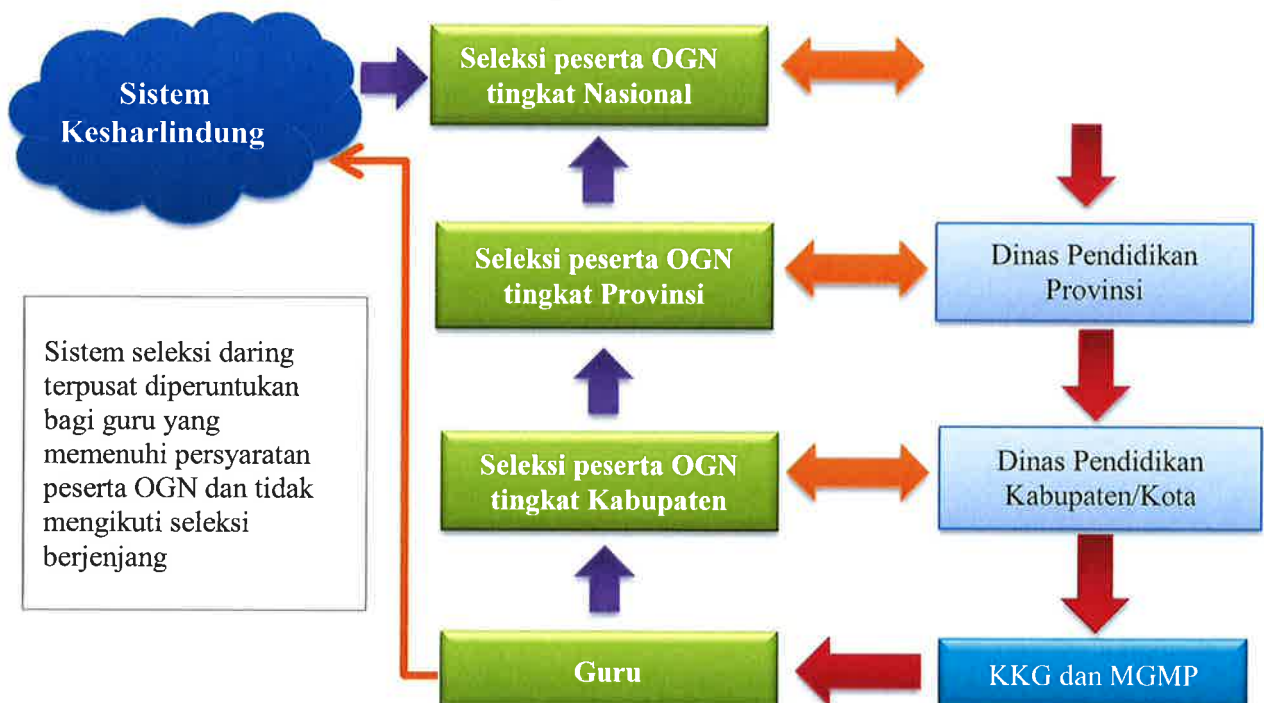 Sistem
Kesharlindung
Seleksi peserta OGN
tingkat Nasional
Seleksi peserta OGN
tingkat Provinsi
Dinas Pendidikan
Provinsi
Sistem seleksi daring
terpusat diperuntukan
bagi guru yang
memenuhi persyaratan
peserta OGN dan tidak
mengikuti seleksi
berjenjang
Seleksi peserta OGN
tingkat Kabupaten
Dinas Pendidikan
Kabupaten/Kota
Guru
KKG dan MGMP